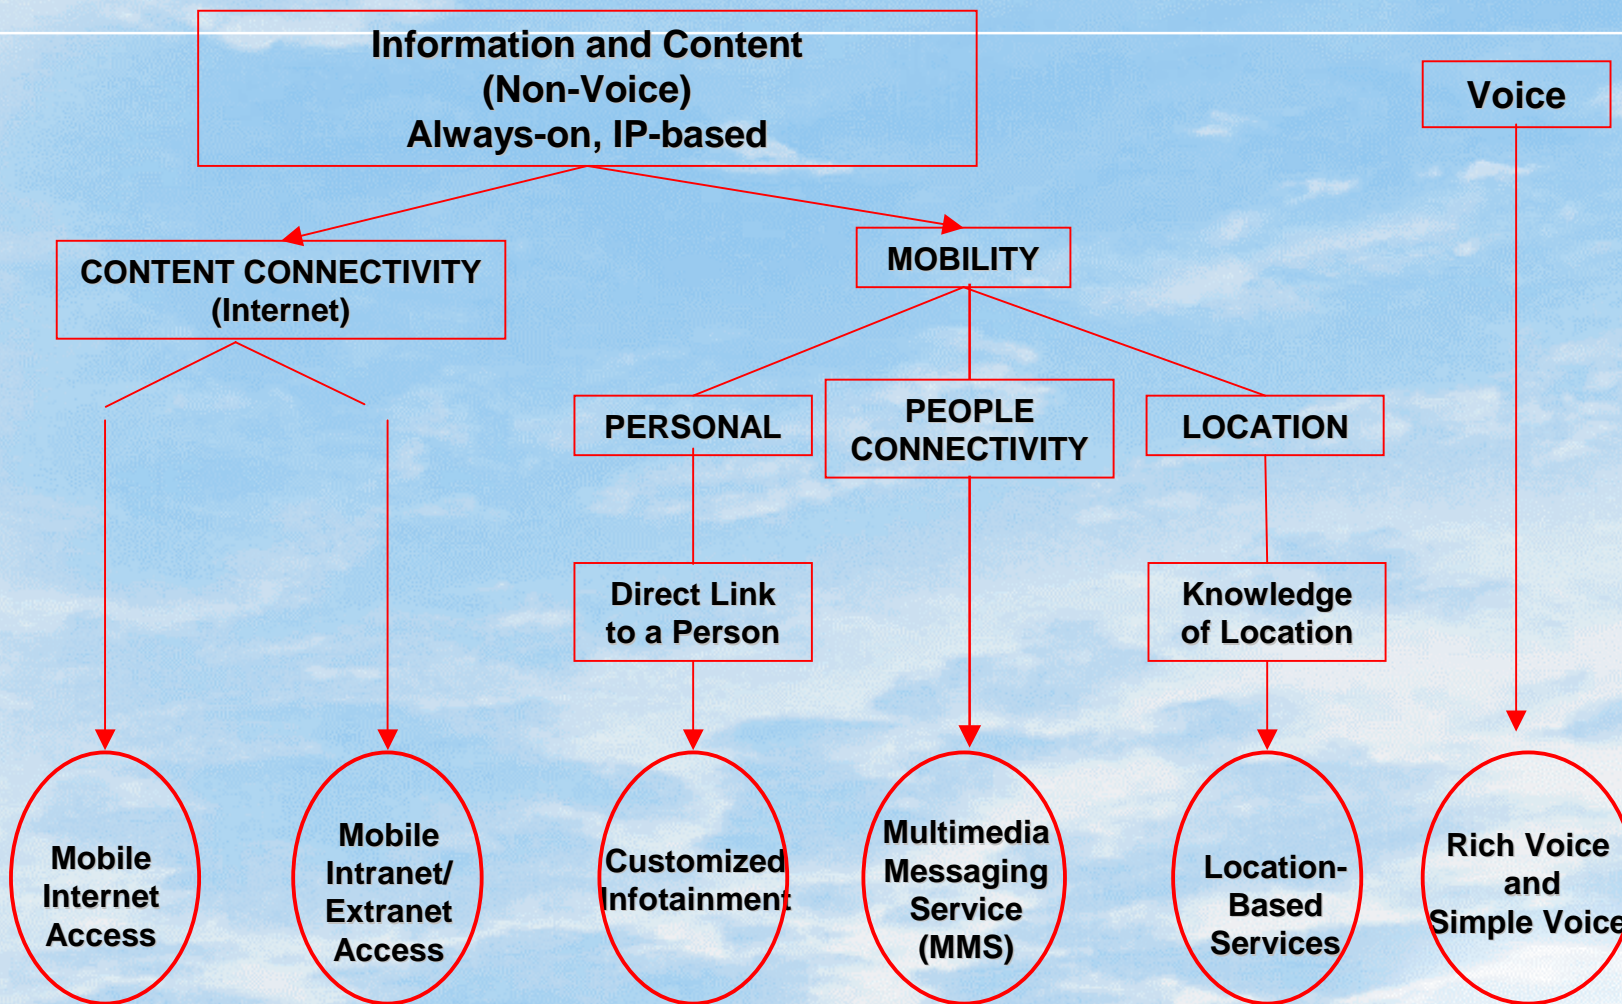 Information and Content
(Non-Voice)
Always-on, IP-based
Voice
CONTENT CONNECTIVITY
(Internet)
MOBILITY
PERSONAL
PEOPLE
CONNECTIVITY
LOCATION
Direct Link
to a Person
Knowledge
of Location
Mobile
Internet
Access
Mobile
Intranet/
Extranet
Access
Customized
Infotainment
Multimedia
Messaging
Service
(MMS)
Location-
Based
Services
Rich Voice
and
Simple Voice